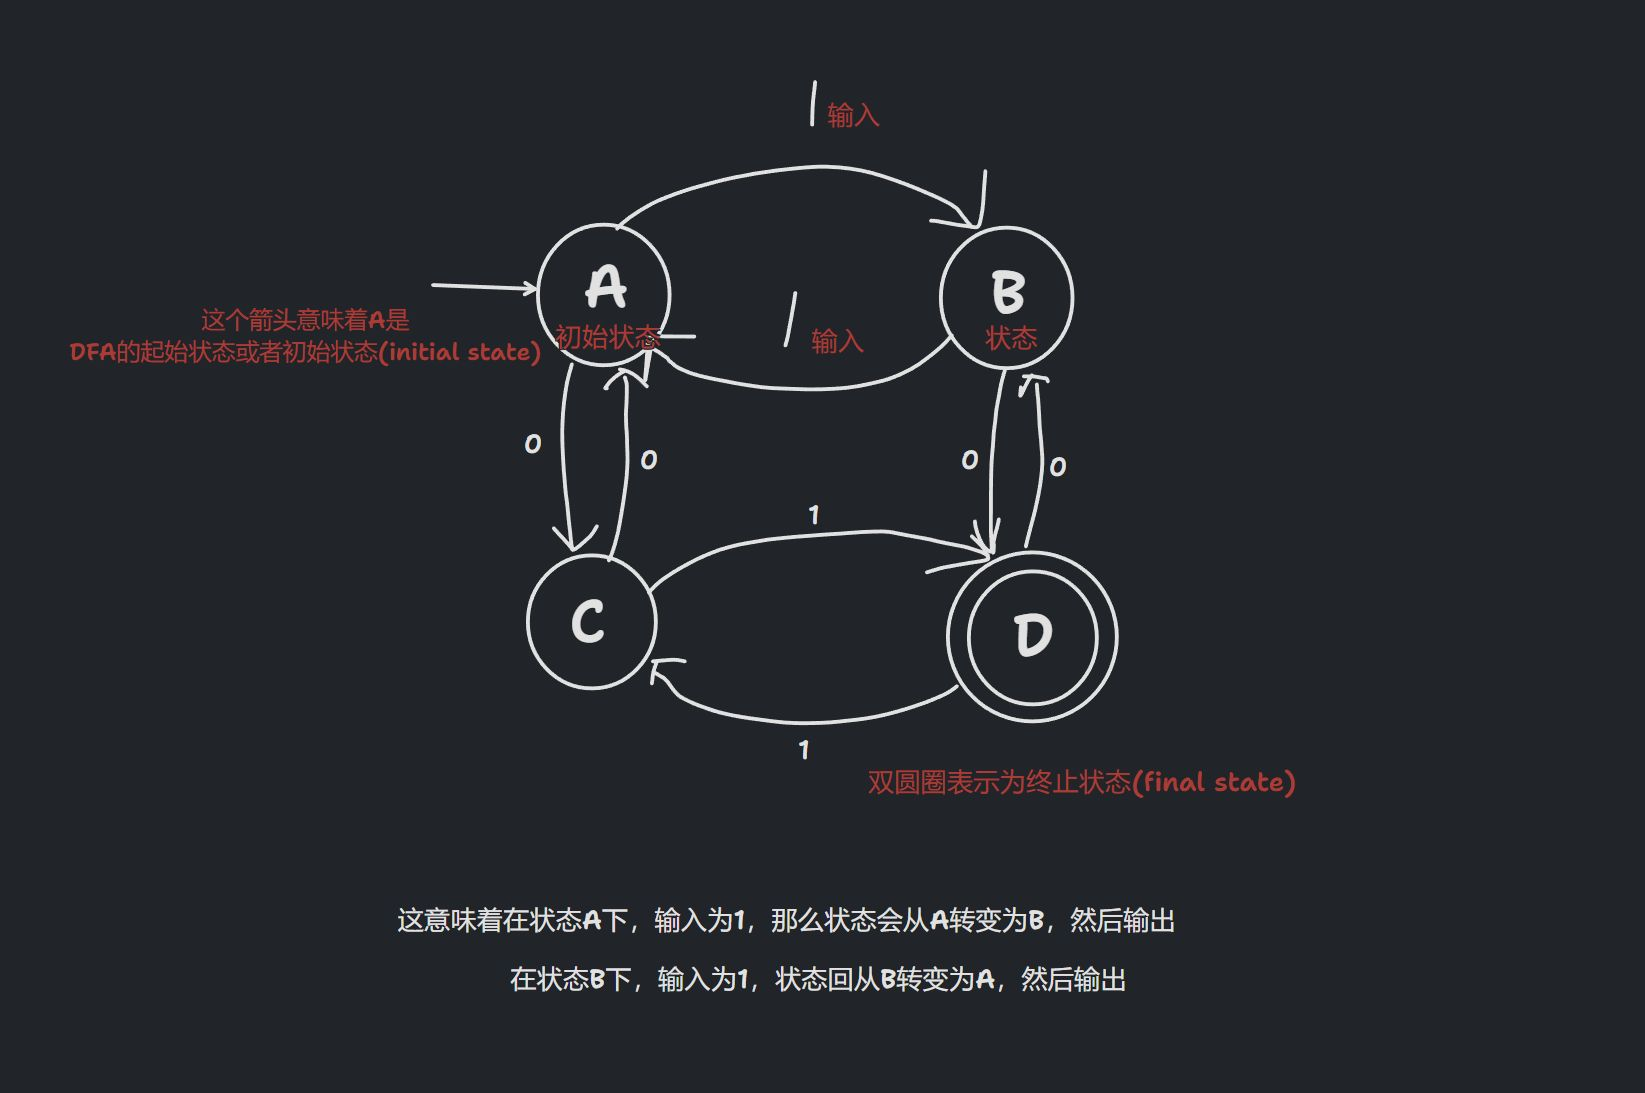 1 输入
A
B
初始状态
1 输入
状态
这个箭头意味着A是
DFA的起始状态或者初始状态(initial state)
0
0
0
0
1
C
D
1
双圆圈表示为终止状态(final state)
这意味着在状态A下，输入为1，那么状态会从A转变为B，然后输出
在状态B下，输入为1，状态回从B转变为A，然后输出